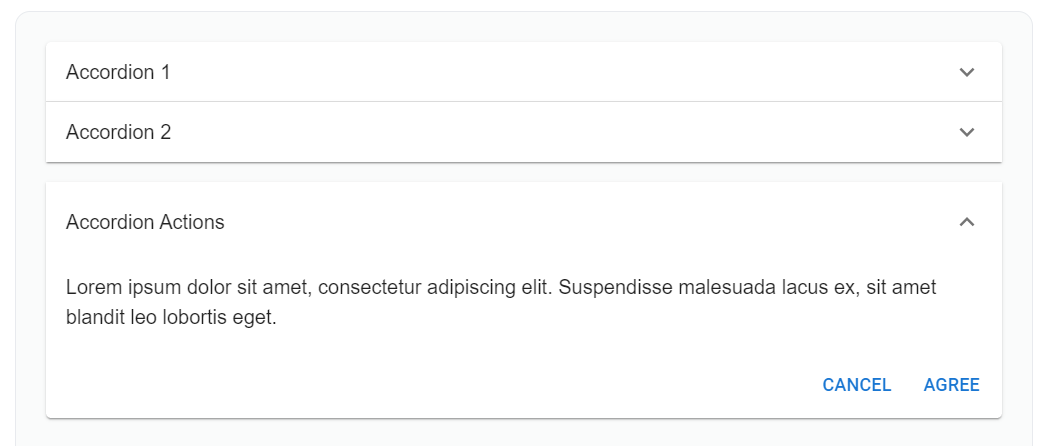 Accordion 1
Accordion 2
Accordion Actions
Lorem ipsum dolor sit amet, consectetur adipiscing elit. Suspendisse malesuada lacus ex, sit amet
blandit leo lobortis eget.
CANCEL AGREE